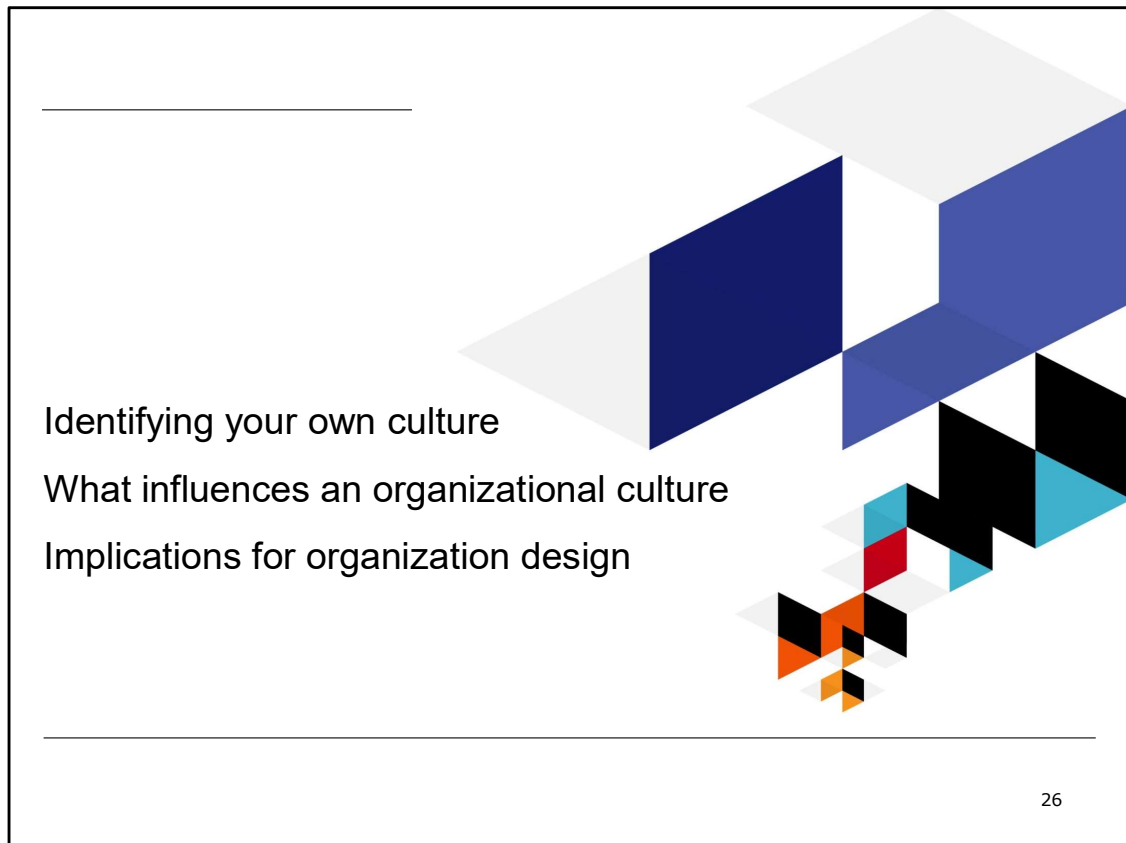 Identifying your own culture
What influences an organizational culture
Implications for organization design
26